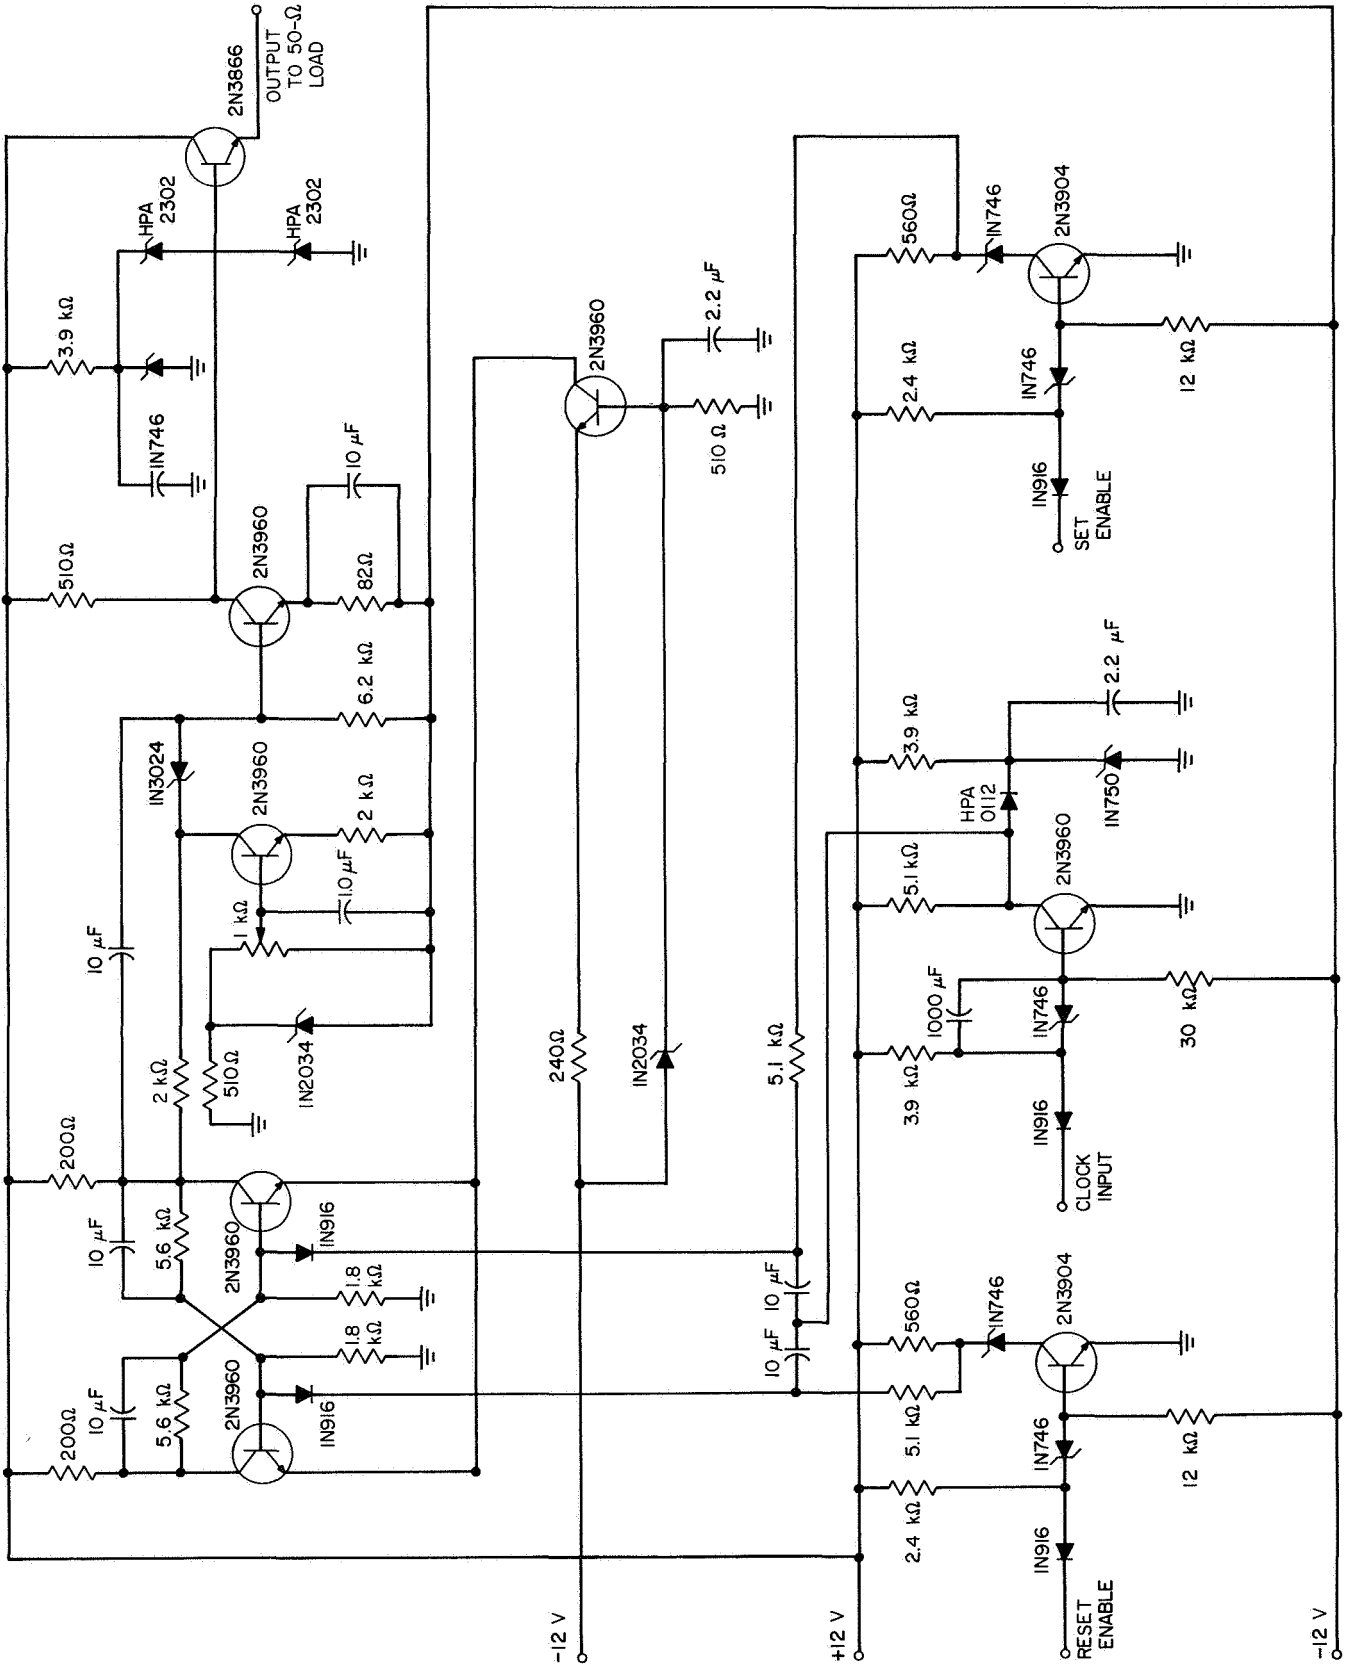 2N3866
OUTPUT
TO 50-Ω
LOAD
HPA
2302
HPA
2302
3.9 kΩ
IN746
10 μF
510Ω
2N3960
82Ω
6.2 kΩ
IN3024
2N3960
2 kΩ
1.0 μF
1 kΩ
10 μF
2 kΩ
510Ω
IN2034
200Ω
10 μF
5.6 kΩ
2N3960
IN916
1.8
kΩ
1.8
kΩ
200Ω
10 μF
5.6 kΩ
2N3960
IN916
2N3960
2.2 μF
510 Ω
240Ω
IN2034
-12 V
5.1 kΩ
10 μF
10 μF
560Ω
IN746
2N3904
2.4 kΩ
IN746
12 kΩ
IN916
SET
ENABLE
3.9 kΩ
2.2 μF
HPA
0112
IN750
5.1 kΩ
2N3960
1000 μF
IN746
30 kΩ
3.9 kΩ
IN916
CLOCK
INPUT
560Ω
IN746
2N3904
5.1 kΩ
IN746
12 kΩ
2.4 kΩ
IN916
RESET
ENABLE
+12 V
-12 V